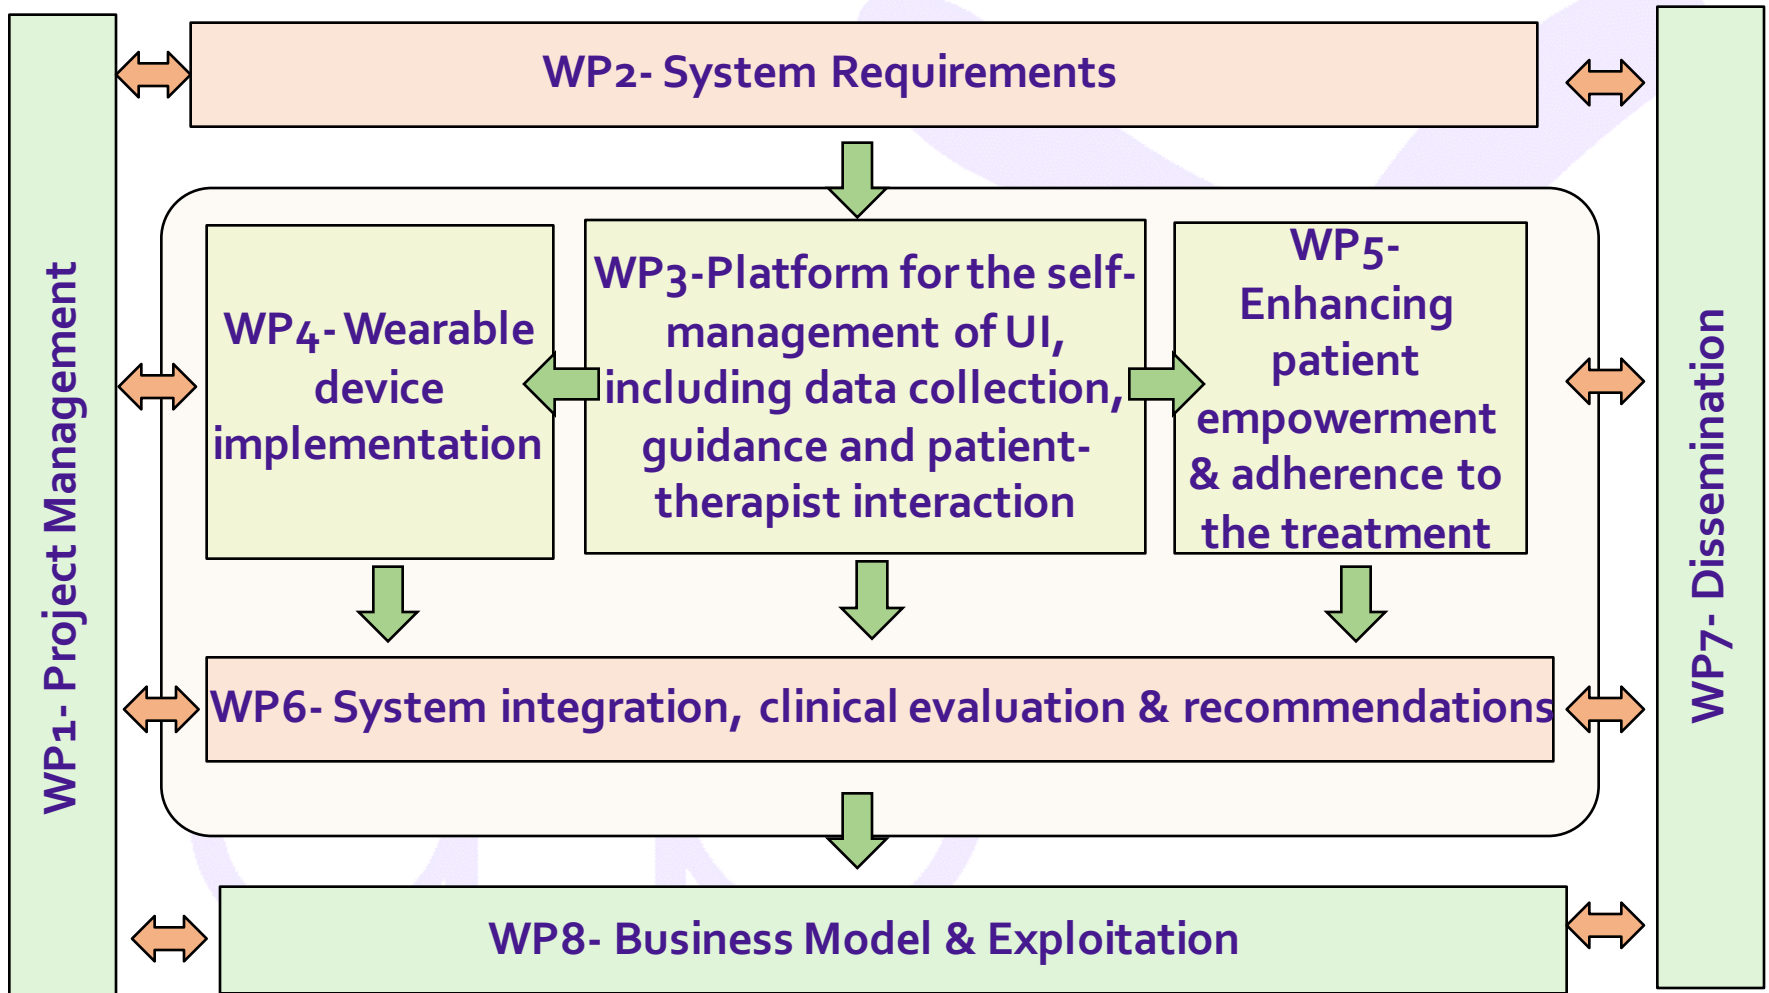 WP1- Project Management
WP2- System Requirements
WP4- Wearable
device
implementation
WP3-Platform for the self-
management of UI,
including data collection,
guidance and patient-
therapist interaction
WP5-
Enhancing
patient
empowerment
& adherence to
the treatment
WP6- System integration, clinical evaluation & recommendations
WP8- Business Model & Exploitation
WP7- Dissemination